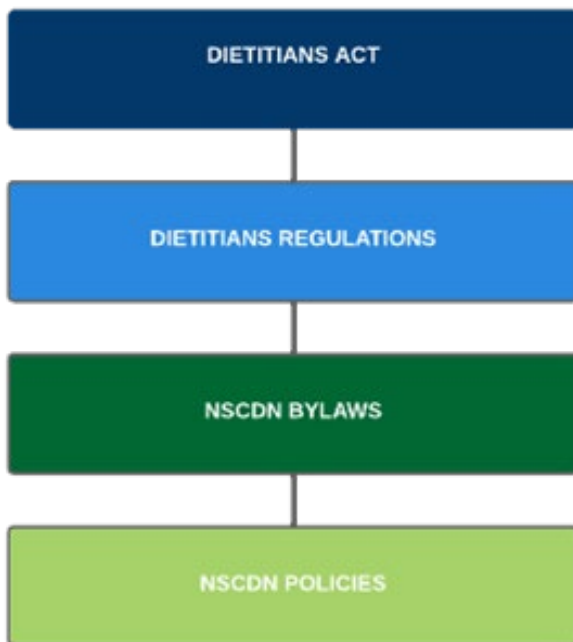 DIETITIANS ACT
DIETITIANS REGULATIONS
NSCDN BYLAWS
NSCDN POLICIES